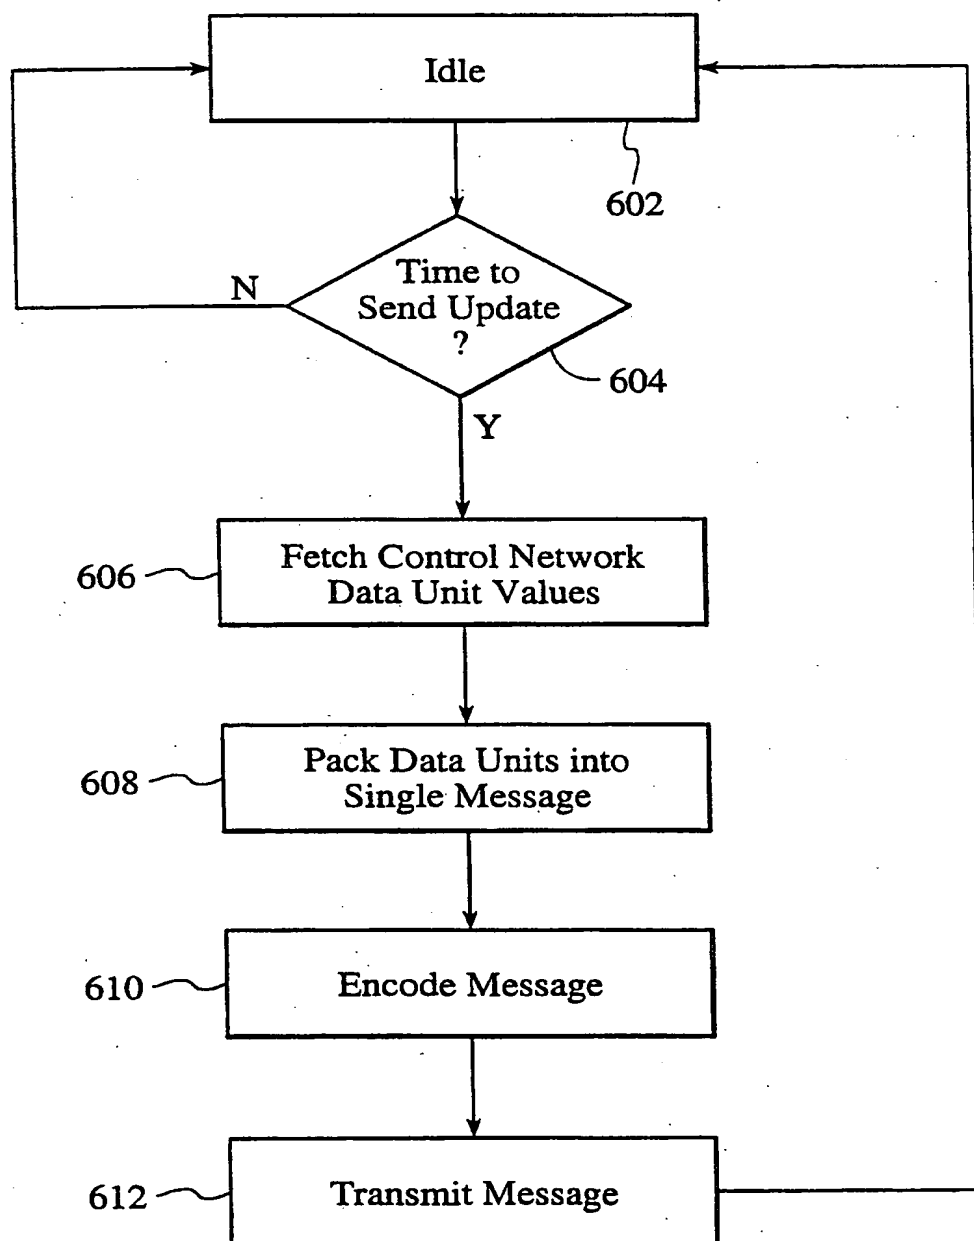 Idle
602
Time to
Send Update
?
N
604
Y
Fetch Control Network
Data Unit Values
606
Pack Data Units into
Single Message
608
Encode Message
610
Transmit Message
612